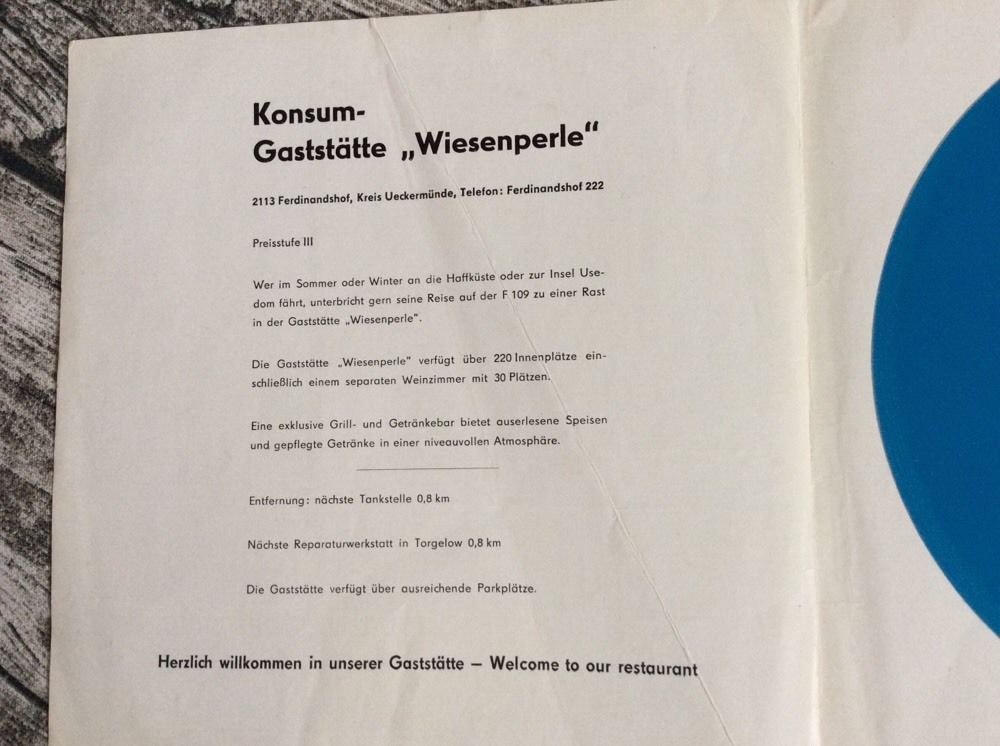 Konsum-
Gaststätte „Wiesenperle“
2113 Ferdinandshof, Kreis Ueckermünde, Telefon: Ferdinandshof 222
Preisstufe III
Wer im Sommer oder Winter an die Haffküste oder zur Insel Use-
dom fährt, unterbricht gern seine Reise auf der F 109 zu einer Rast
in der Gaststätte „Wiesenperle“.
Die Gaststätte „Wiesenperle“ verfügt über 220 Innenplätze ein-
schließlich einem separaten Weinzimmer mit 30 Plätzen.
Eine exklusive Grill- und Getränkebar bietet auserlesene Speisen
und gepflegte Getränke in einer niveauvollen Atmosphäre.
Entfernung: nächste Tankstelle 0,8 km
Nächste Reparaturwerkstatt in Torgelow 0,8 km
Die Gaststätte verfügt über ausreichende Parkplätze.
Herzlich willkommen in unserer Gaststätte – Welcome to our restaurant